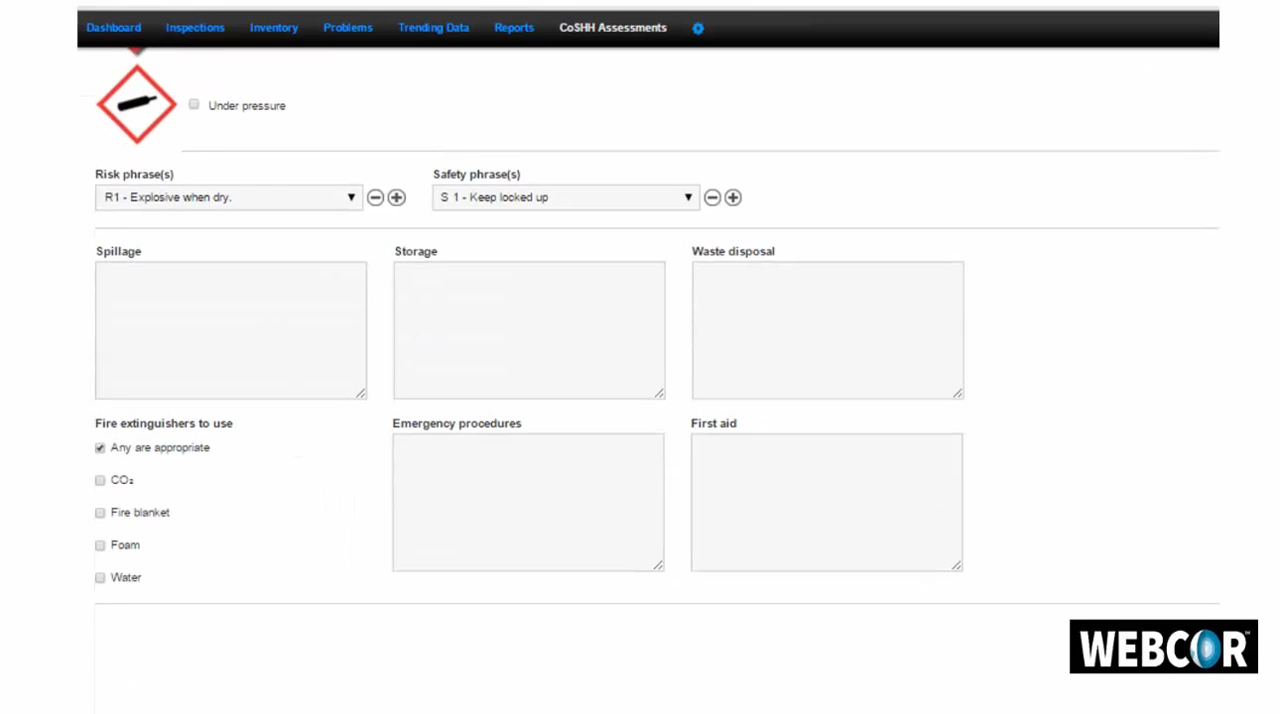 Dashboard Inspections Inventory Problems Trending Data Reports CoSHH Assessments
Under pressure
Risk phrase(s) Safety phrase(s)
R1 - Explosive when dry. S 1 - Keep locked up
Spillage Storage Waste disposal
Fire extinguishers to use Emergency procedures First aid
Any are appropriate
CO₂
Fire blanket
Foam
Water
WEBCOR™